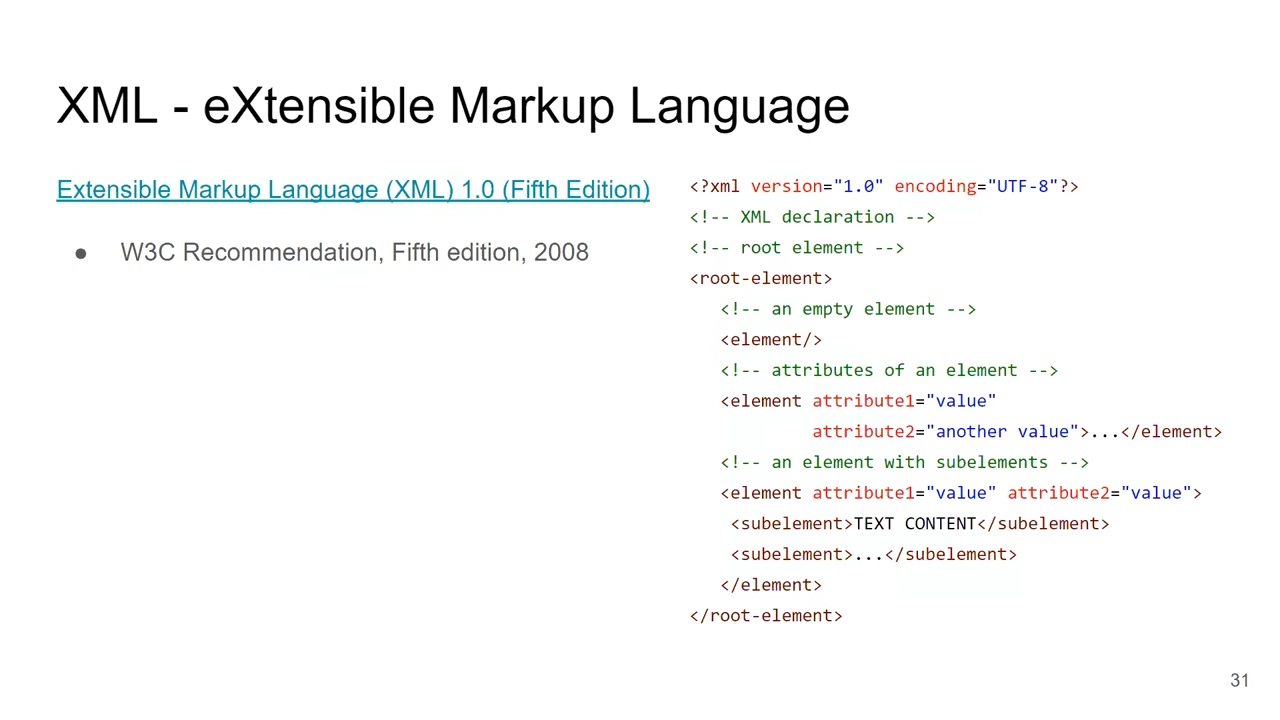 XML - eXtensible Markup Language
Extensible Markup Language (XML) 1.0 (Fifth Edition)
● W3C Recommendation, Fifth edition, 2008
<?xml version="1.0" encoding="UTF-8"?>
<!-- XML declaration -->
<!-- root element -->
<root-element>
   <!-- an empty element -->
   <element/>
   <!-- attributes of an element -->
   <element attribute1="value"
            attribute2="another value">...</element>
   <!-- an element with subelements -->
   <element attribute1="value" attribute2="value">
    <subelement>TEXT CONTENT</subelement>
    <subelement>...</subelement>
   </element>
</root-element>
31